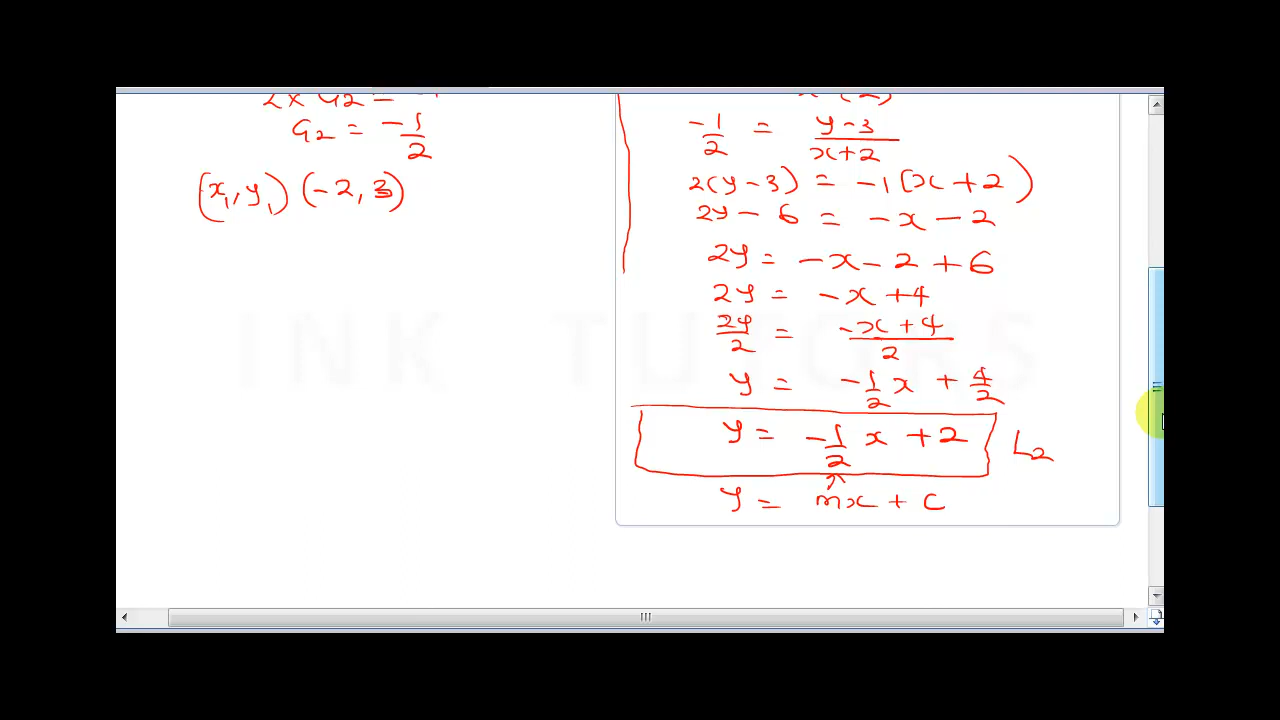 2 x G2 =
G2 = -1/2
(x1, y1) (-2, 3)
-1/2 = y-3/x+2
2(y-3) = -1(x+2)
2y - 6 = -x - 2
2y = -x - 2 + 6
2y = -x + 4
2y/2 = -x+4/2
y = -1/2 x + 4/2
y = -1/2 x + 2 L2
y = mx + c
INK TUTORS